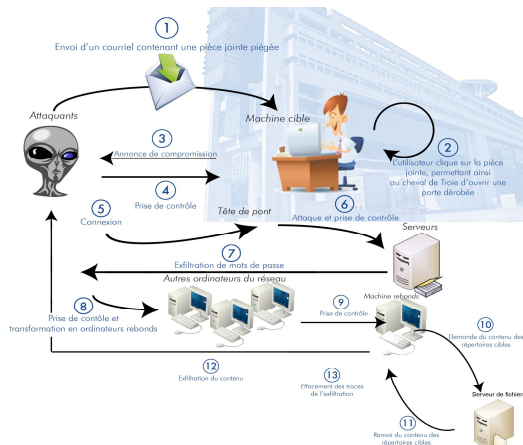 1
Envoi d'un courriel contenant une pièce jointe piégée
Attaquants
Machine cible
3
Annonce de compromission
2
L'utilisateur clique sur la pièce
jointe, permettant ainsi
au cheval de Troie d'ouvrir une
porte dérobée
4
Prise de contrôle
5
Connexion
Tête de pont
6
Attaque et prise de contrôle
Serveurs
7
Exfiltration de mots de passe
Autres ordinateurs du réseau
Machine rebonds
8
Prise de contôle et
transformation en ordinateurs rebonds
9
Prise de contrôle
10
Demande du contenu des
répertaires cibles
12
Exfiltration du contenu
13
Effacement des traces
de l'exfiltration
Serveur de fichier
11
Renvoi du contenu des
répertaires cibles